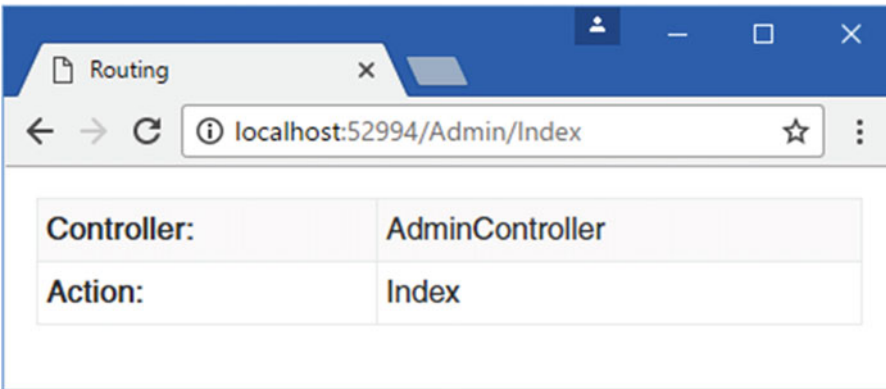 Routing
localhost:52994/Admin/Index
Controller: AdminController
Action: Index